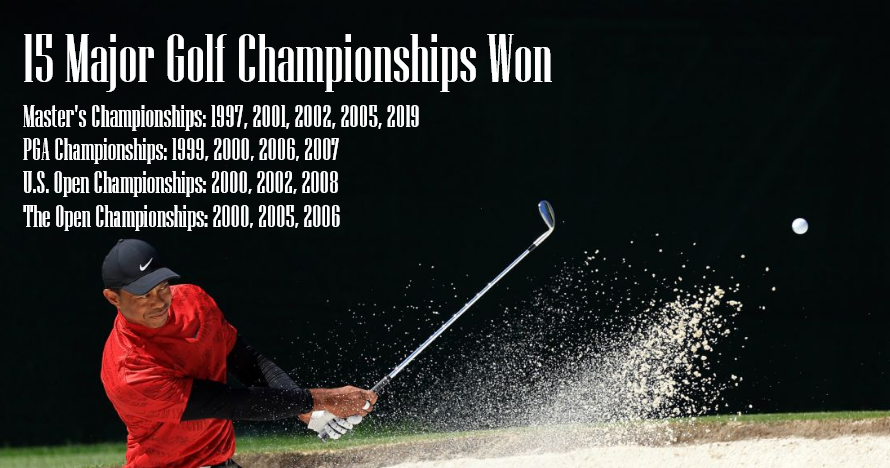 15 Major Golf Championships Won
Master's Championships: 1997, 2001, 2002, 2005, 2019
PGA Championships: 1999, 2000, 2006, 2007
U.S. Open Championships: 2000, 2002, 2008
The Open Championships: 2000, 2005, 2006